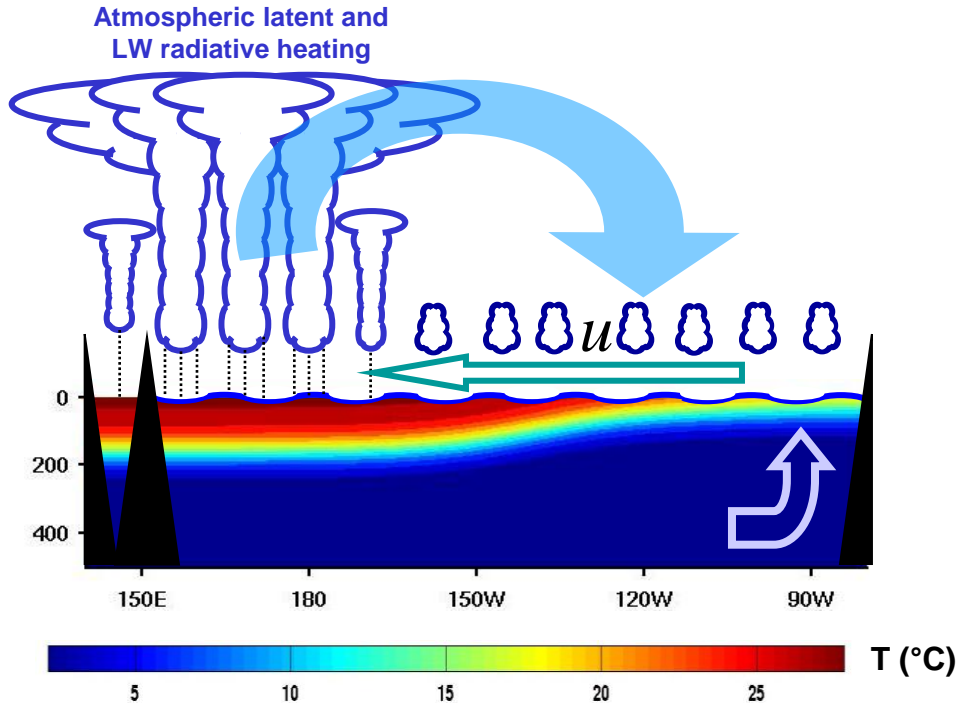 Atmospheric latent and
LW radiative heating
u
0
200
400
150E 180 150W 120W 90W
T (°C)
5 10 15 20 25